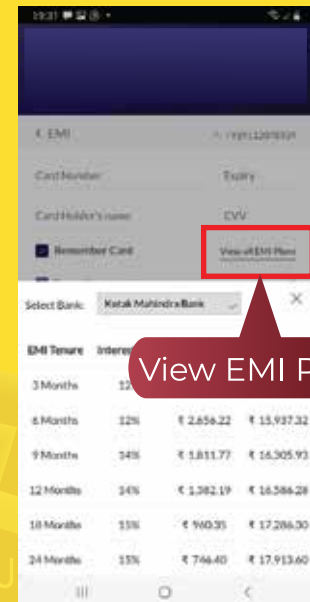 19:31
EMI
Card Number Expiry
Card Holder's name CVV
Remember Card View all EMI Plans
Select Bank: Kotak Mahindra Bank
EMI Tenure
View EMI P
3 Months
6 Months 12% ₹ 2,656.22 ₹ 15,937.32
9 Months 14% ₹ 1,811.77 ₹ 16,305.93
12 Months 14% ₹ 1,382.19 ₹ 16,586.28
18 Months 15% ₹ 960.35 ₹ 17,286.30
24 Months 15% ₹ 746.40 ₹ 17,913.60